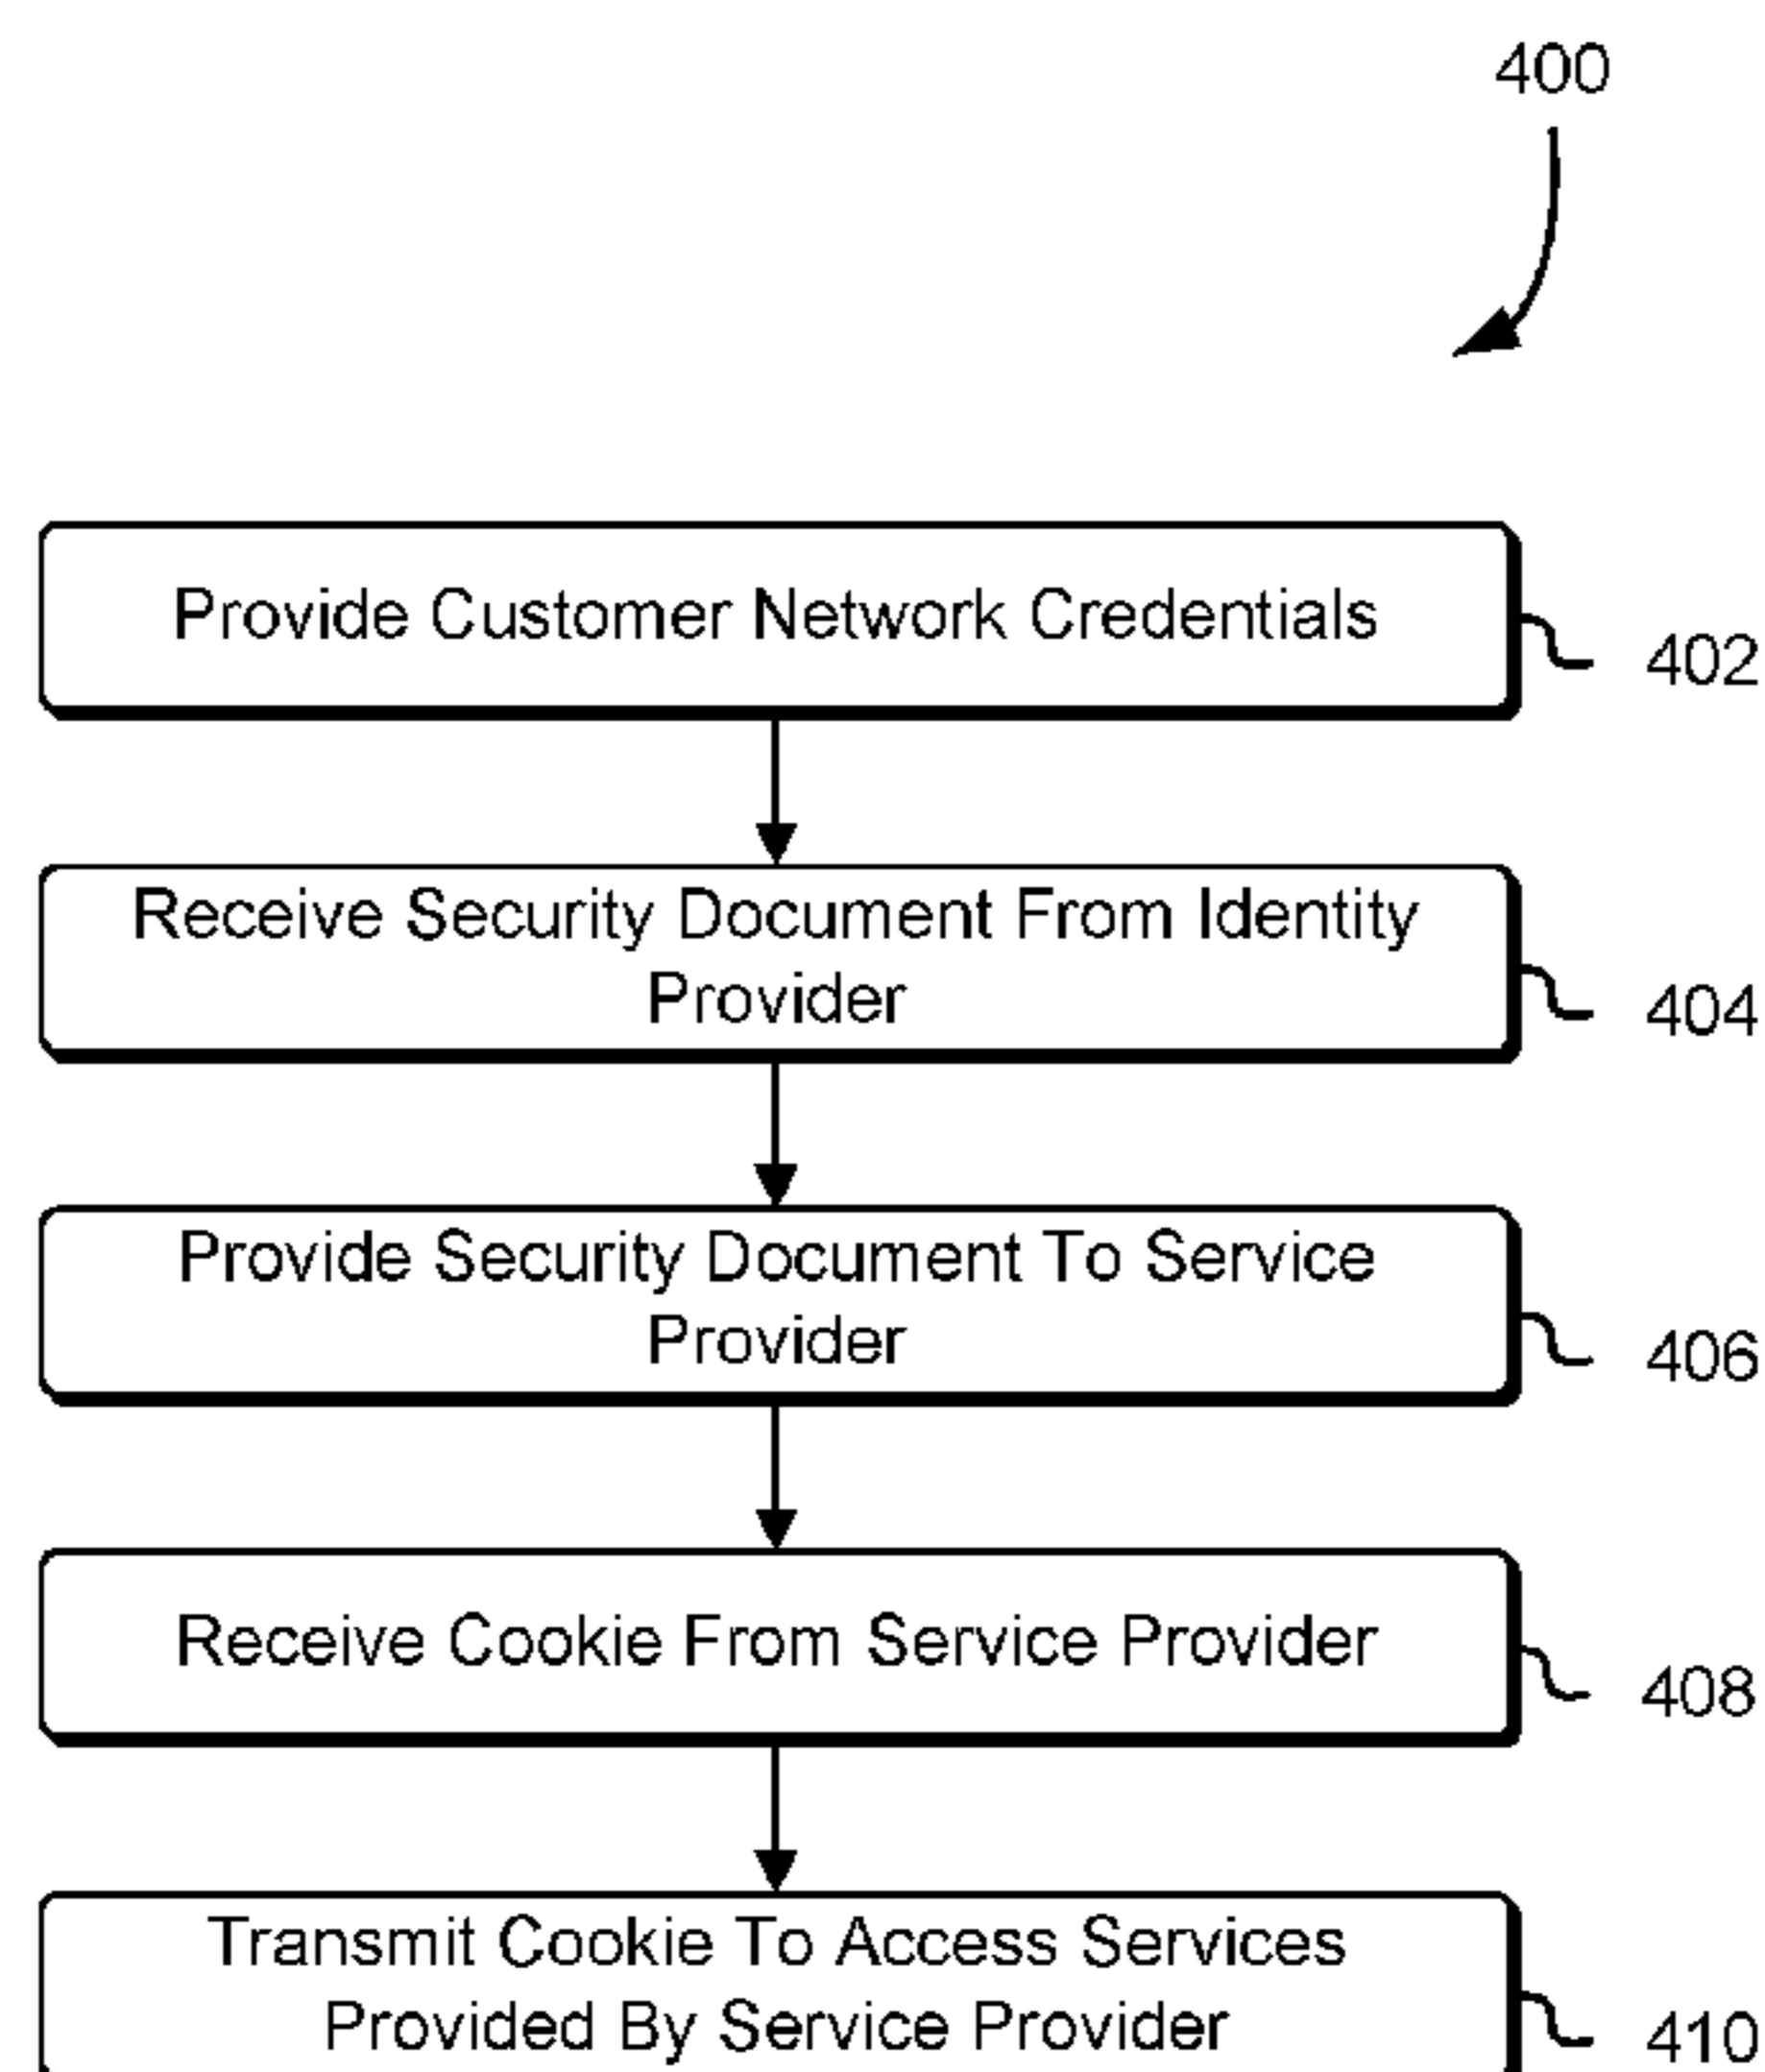 400
Provide Customer Network Credentials
402
Receive Security Document From Identity
Provider
404
Provide Security Document To Service
Provider
406
Receive Cookie From Service Provider
408
Transmit Cookie To Access Services
Provided By Service Provider
410